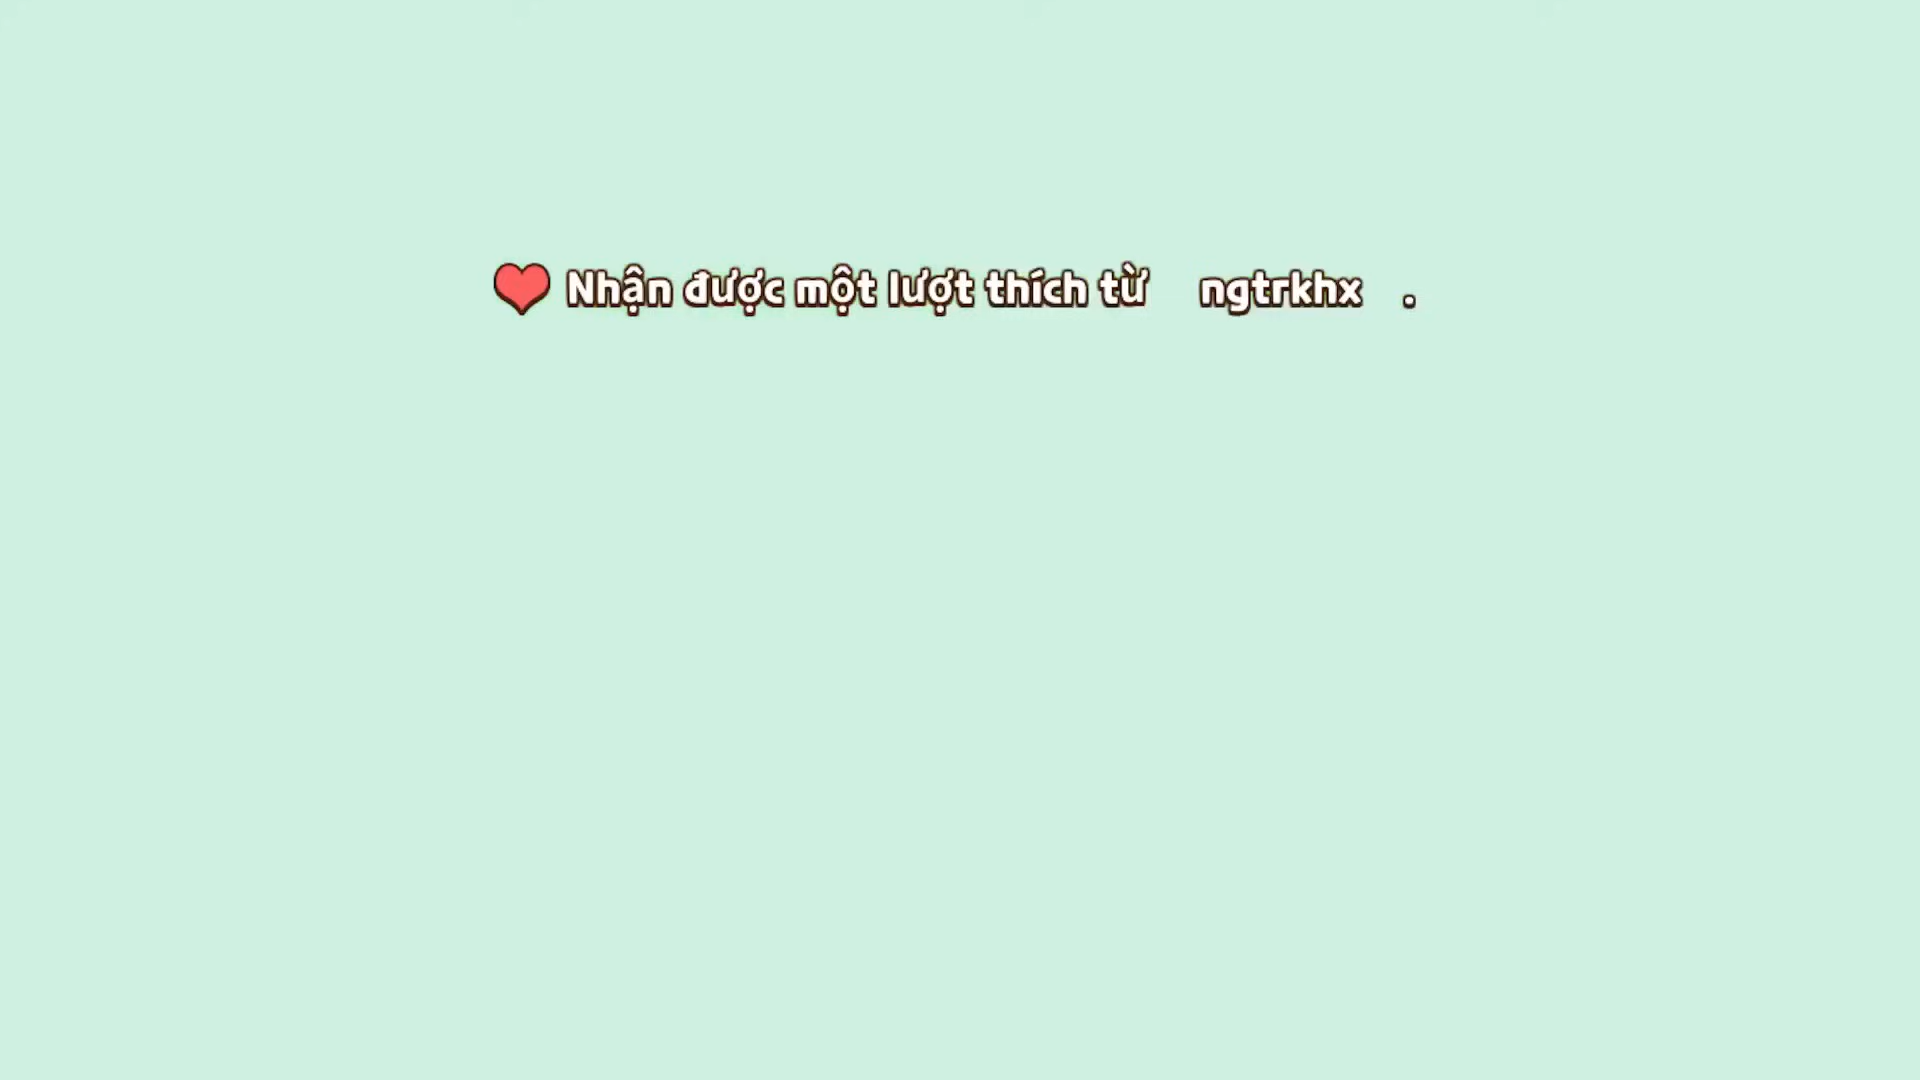 Nhận được một lượt thích từ ngtrkhx .